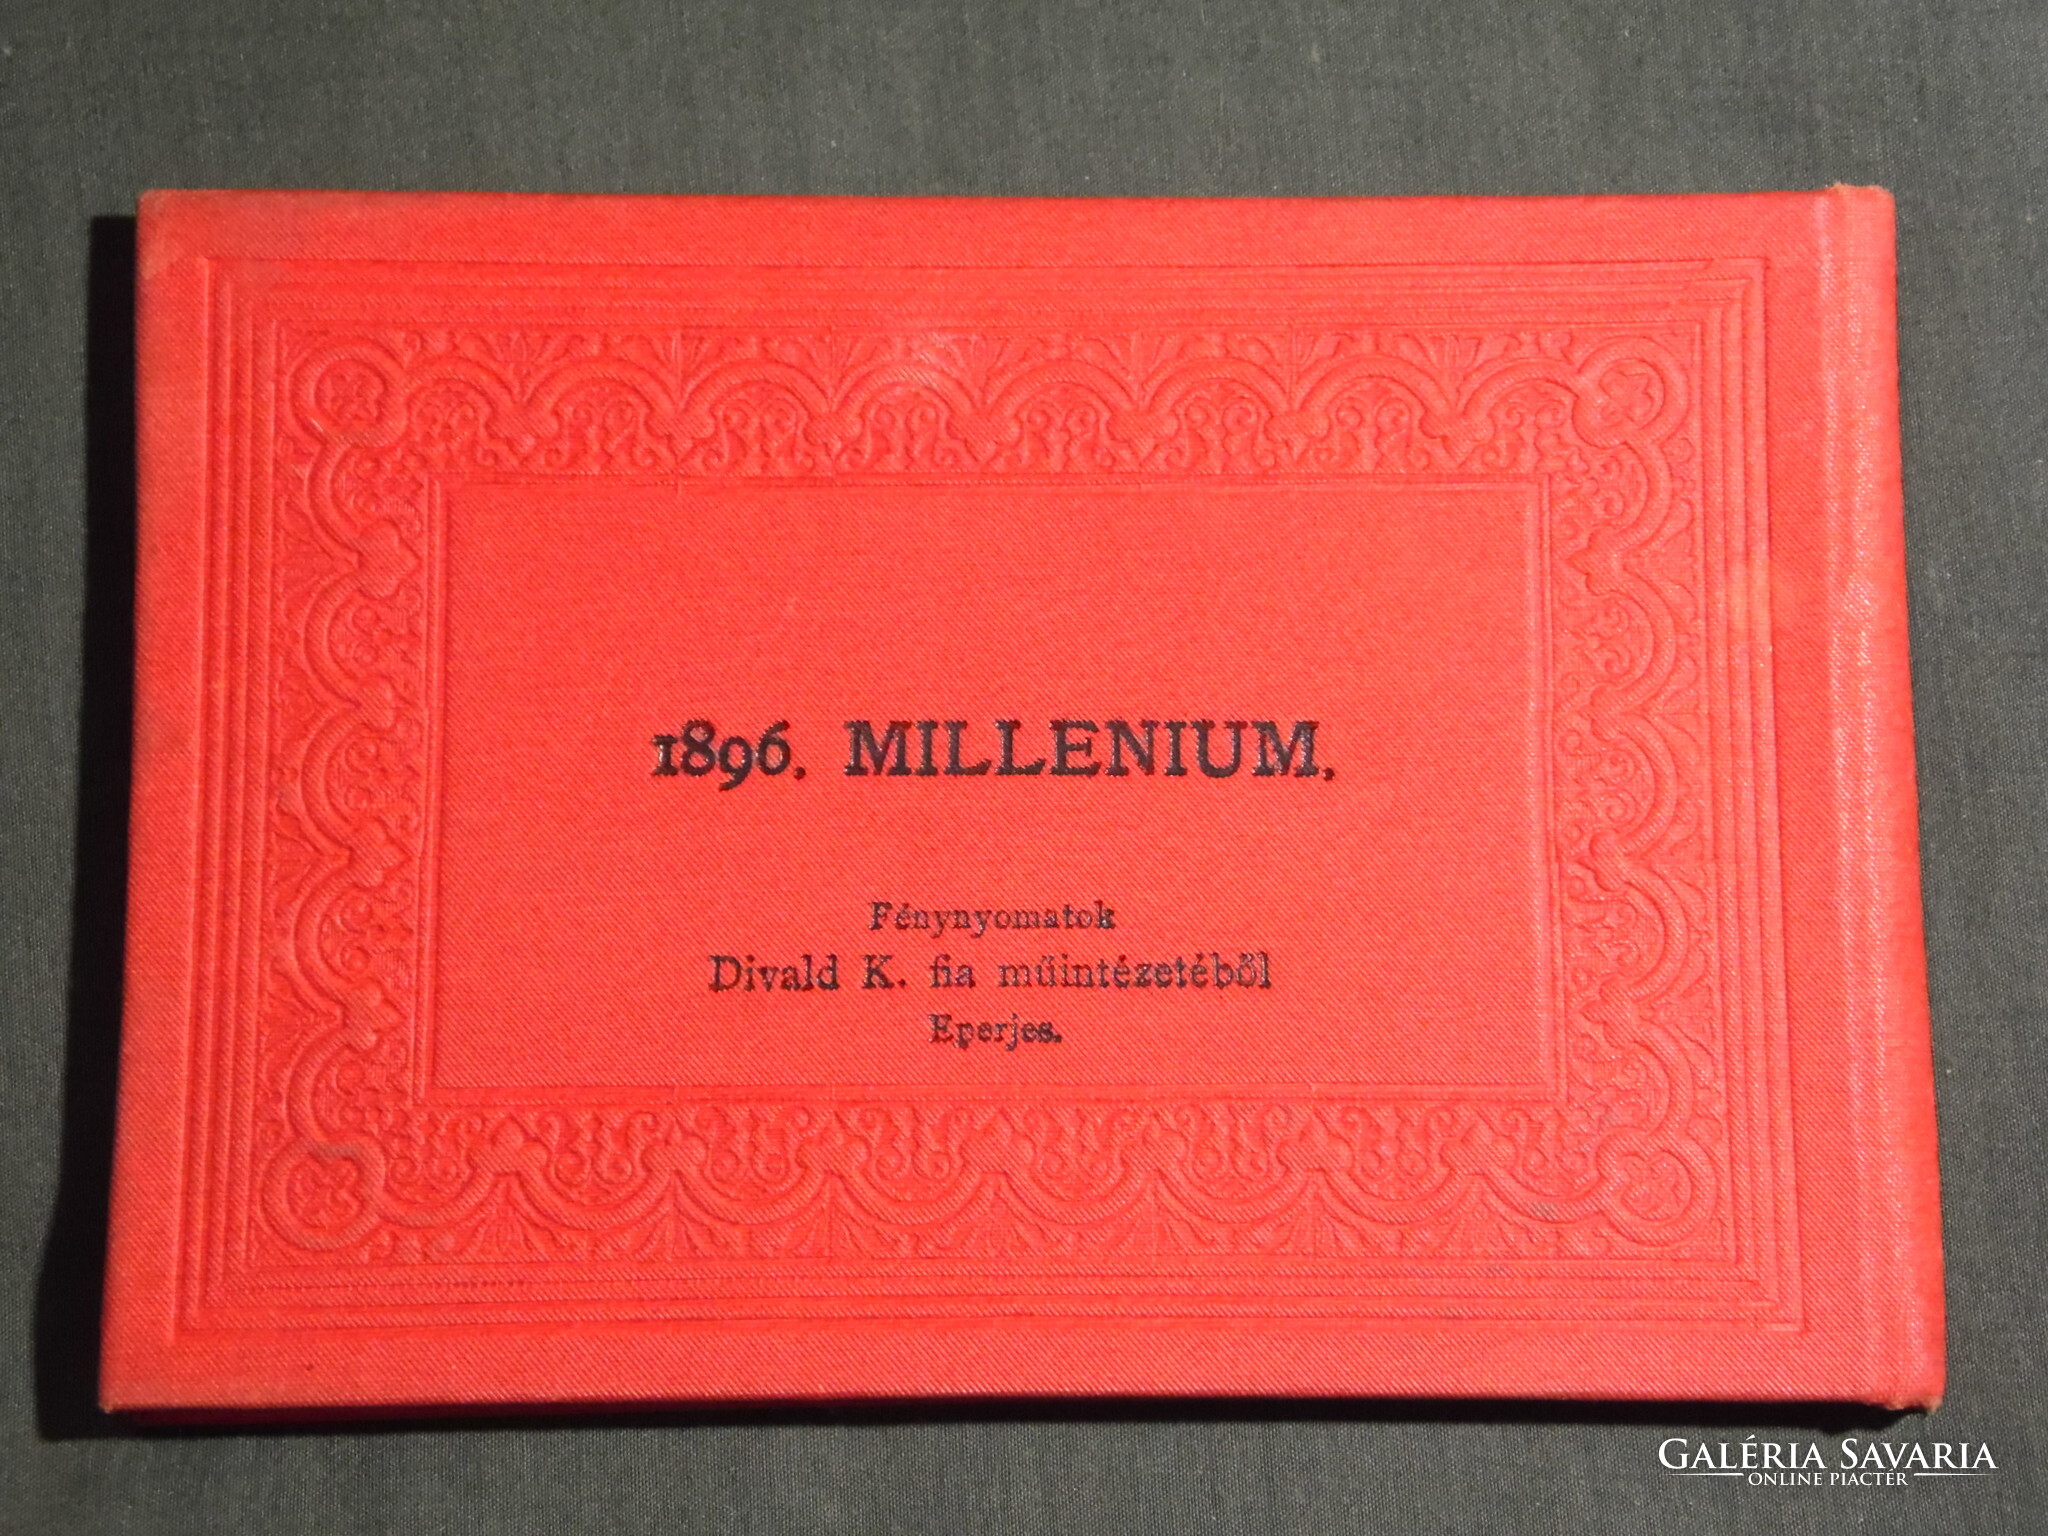 1896. MILLENIUM.
Fénynyomatok
Divald K. fia műintézetéből
Eperjes.
GALÉRIA SAVARIA
ONLINE PIACTÉR